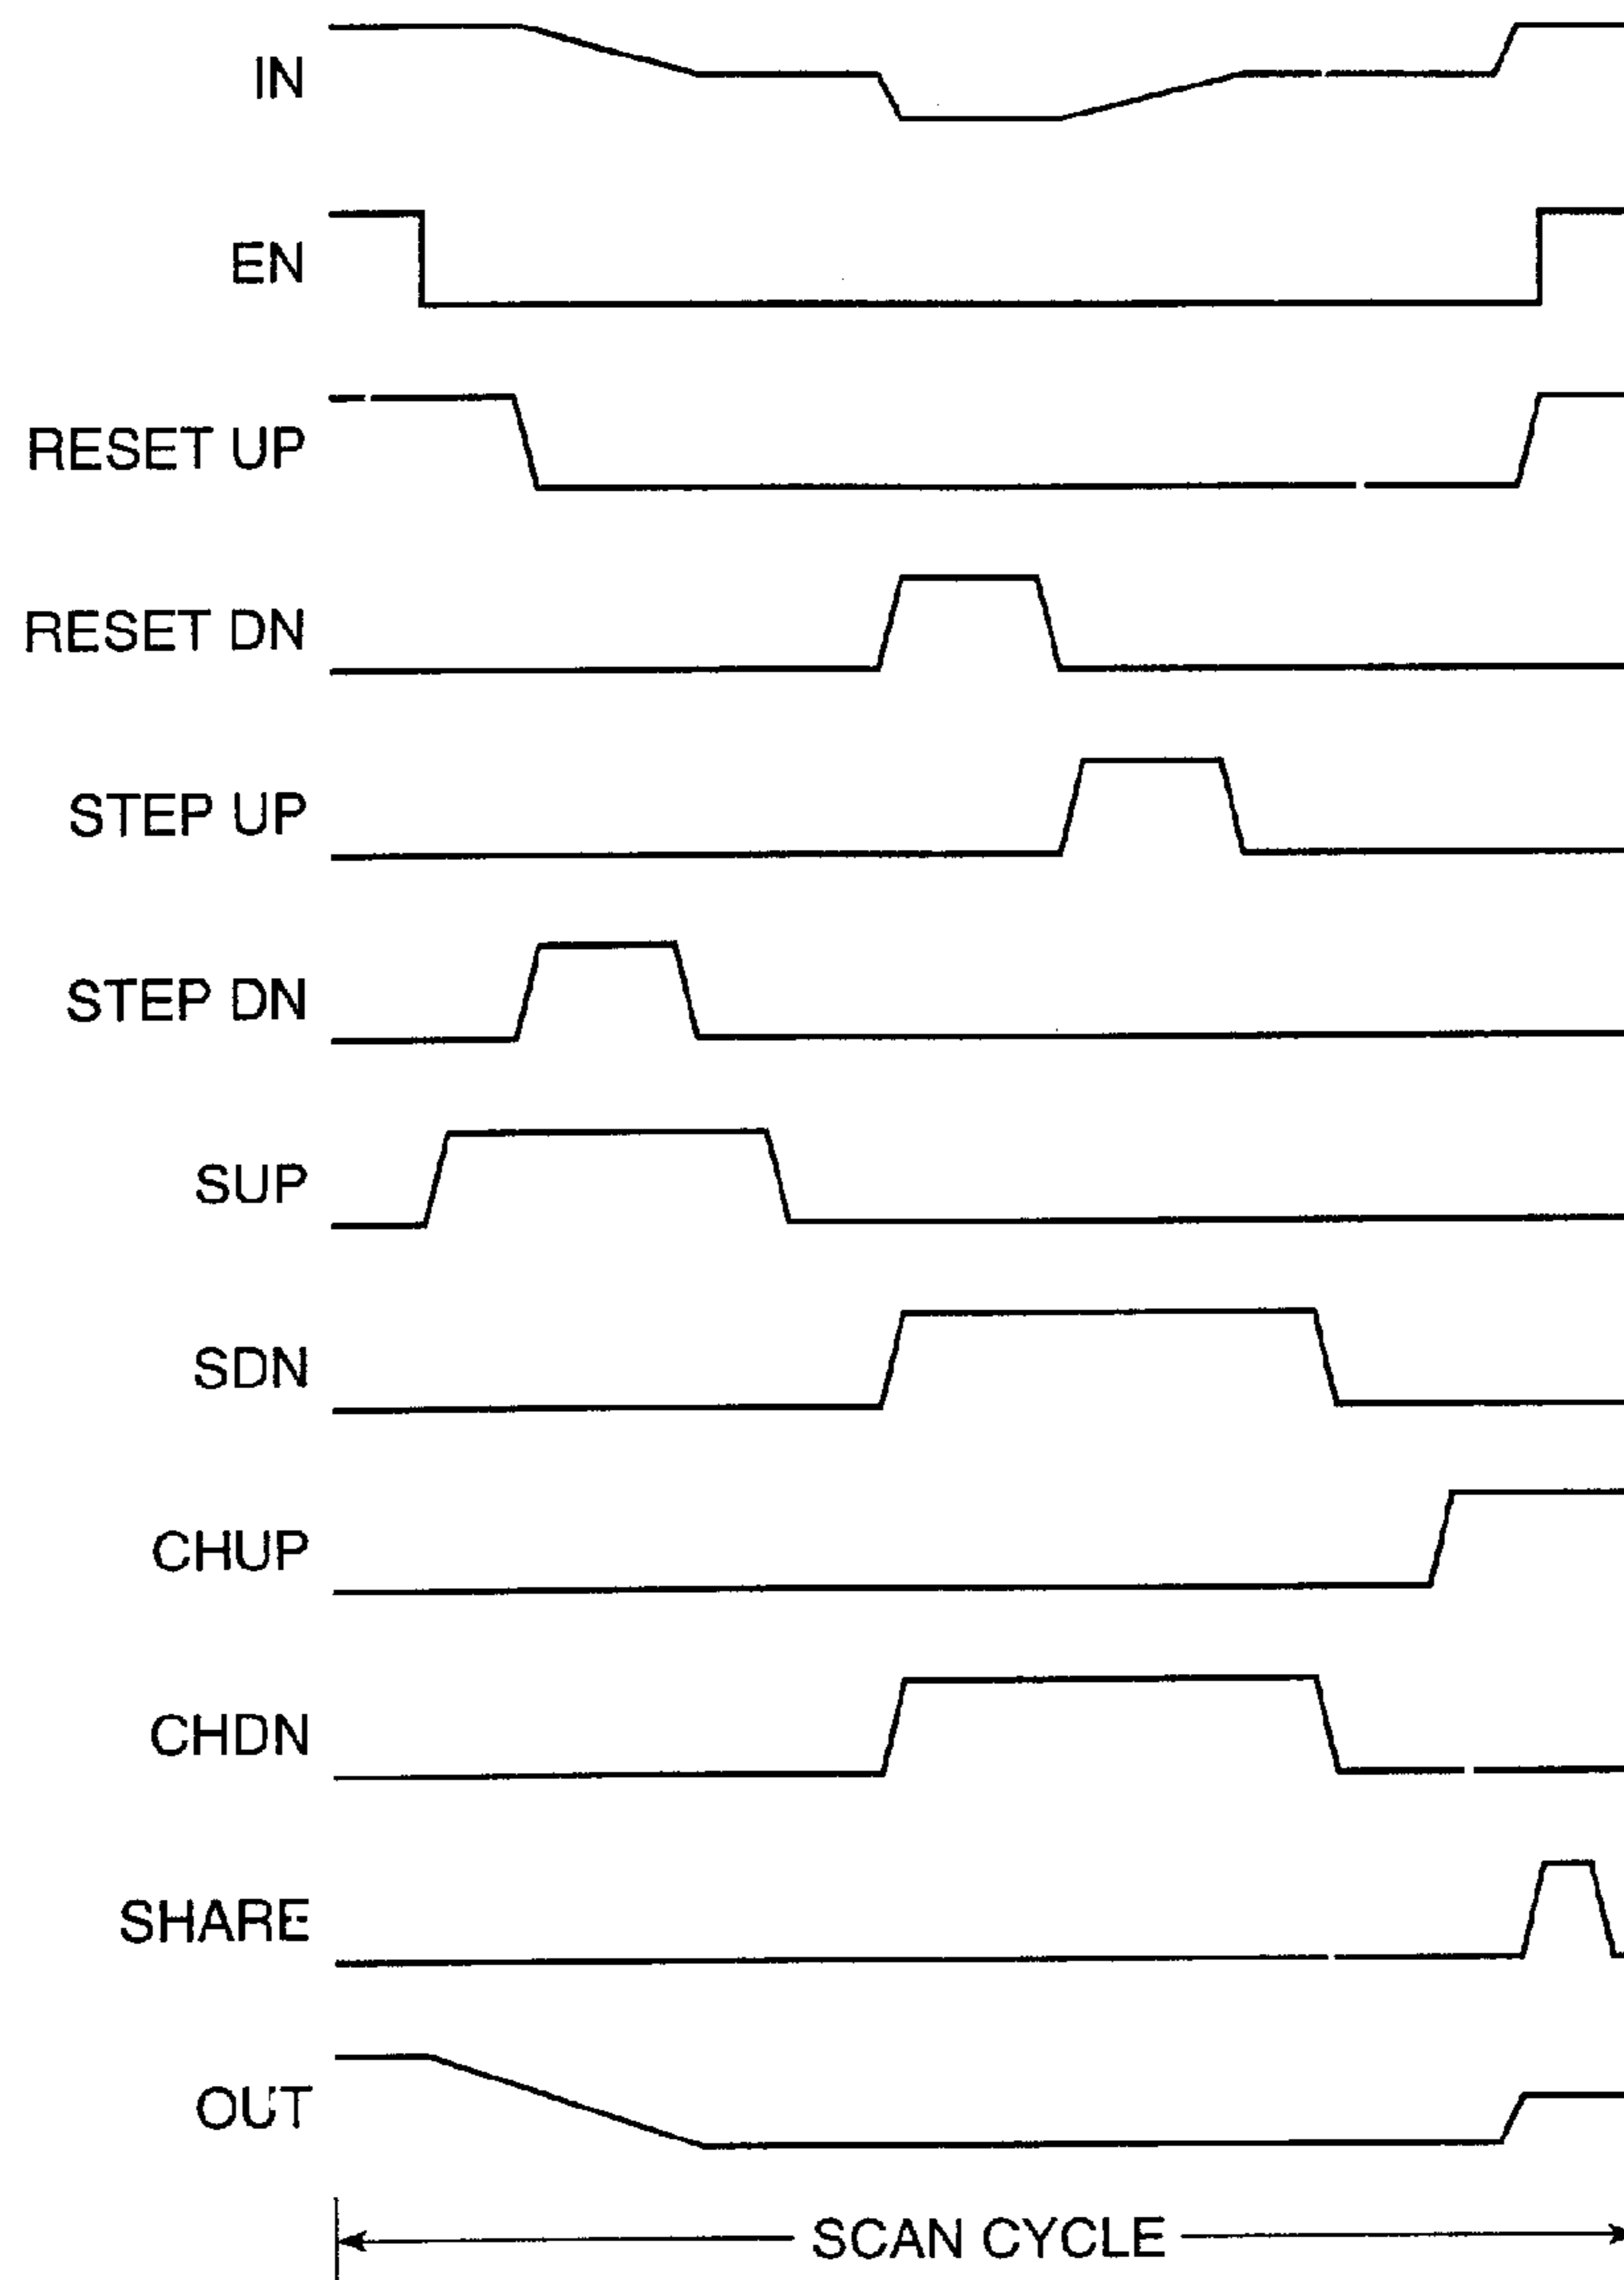 IN
EN
RESET UP
RESET DN
STEP UP
STEP DN
SUP
SDN
CHUP
CHDN
SHARE
OUT
SCAN CYCLE